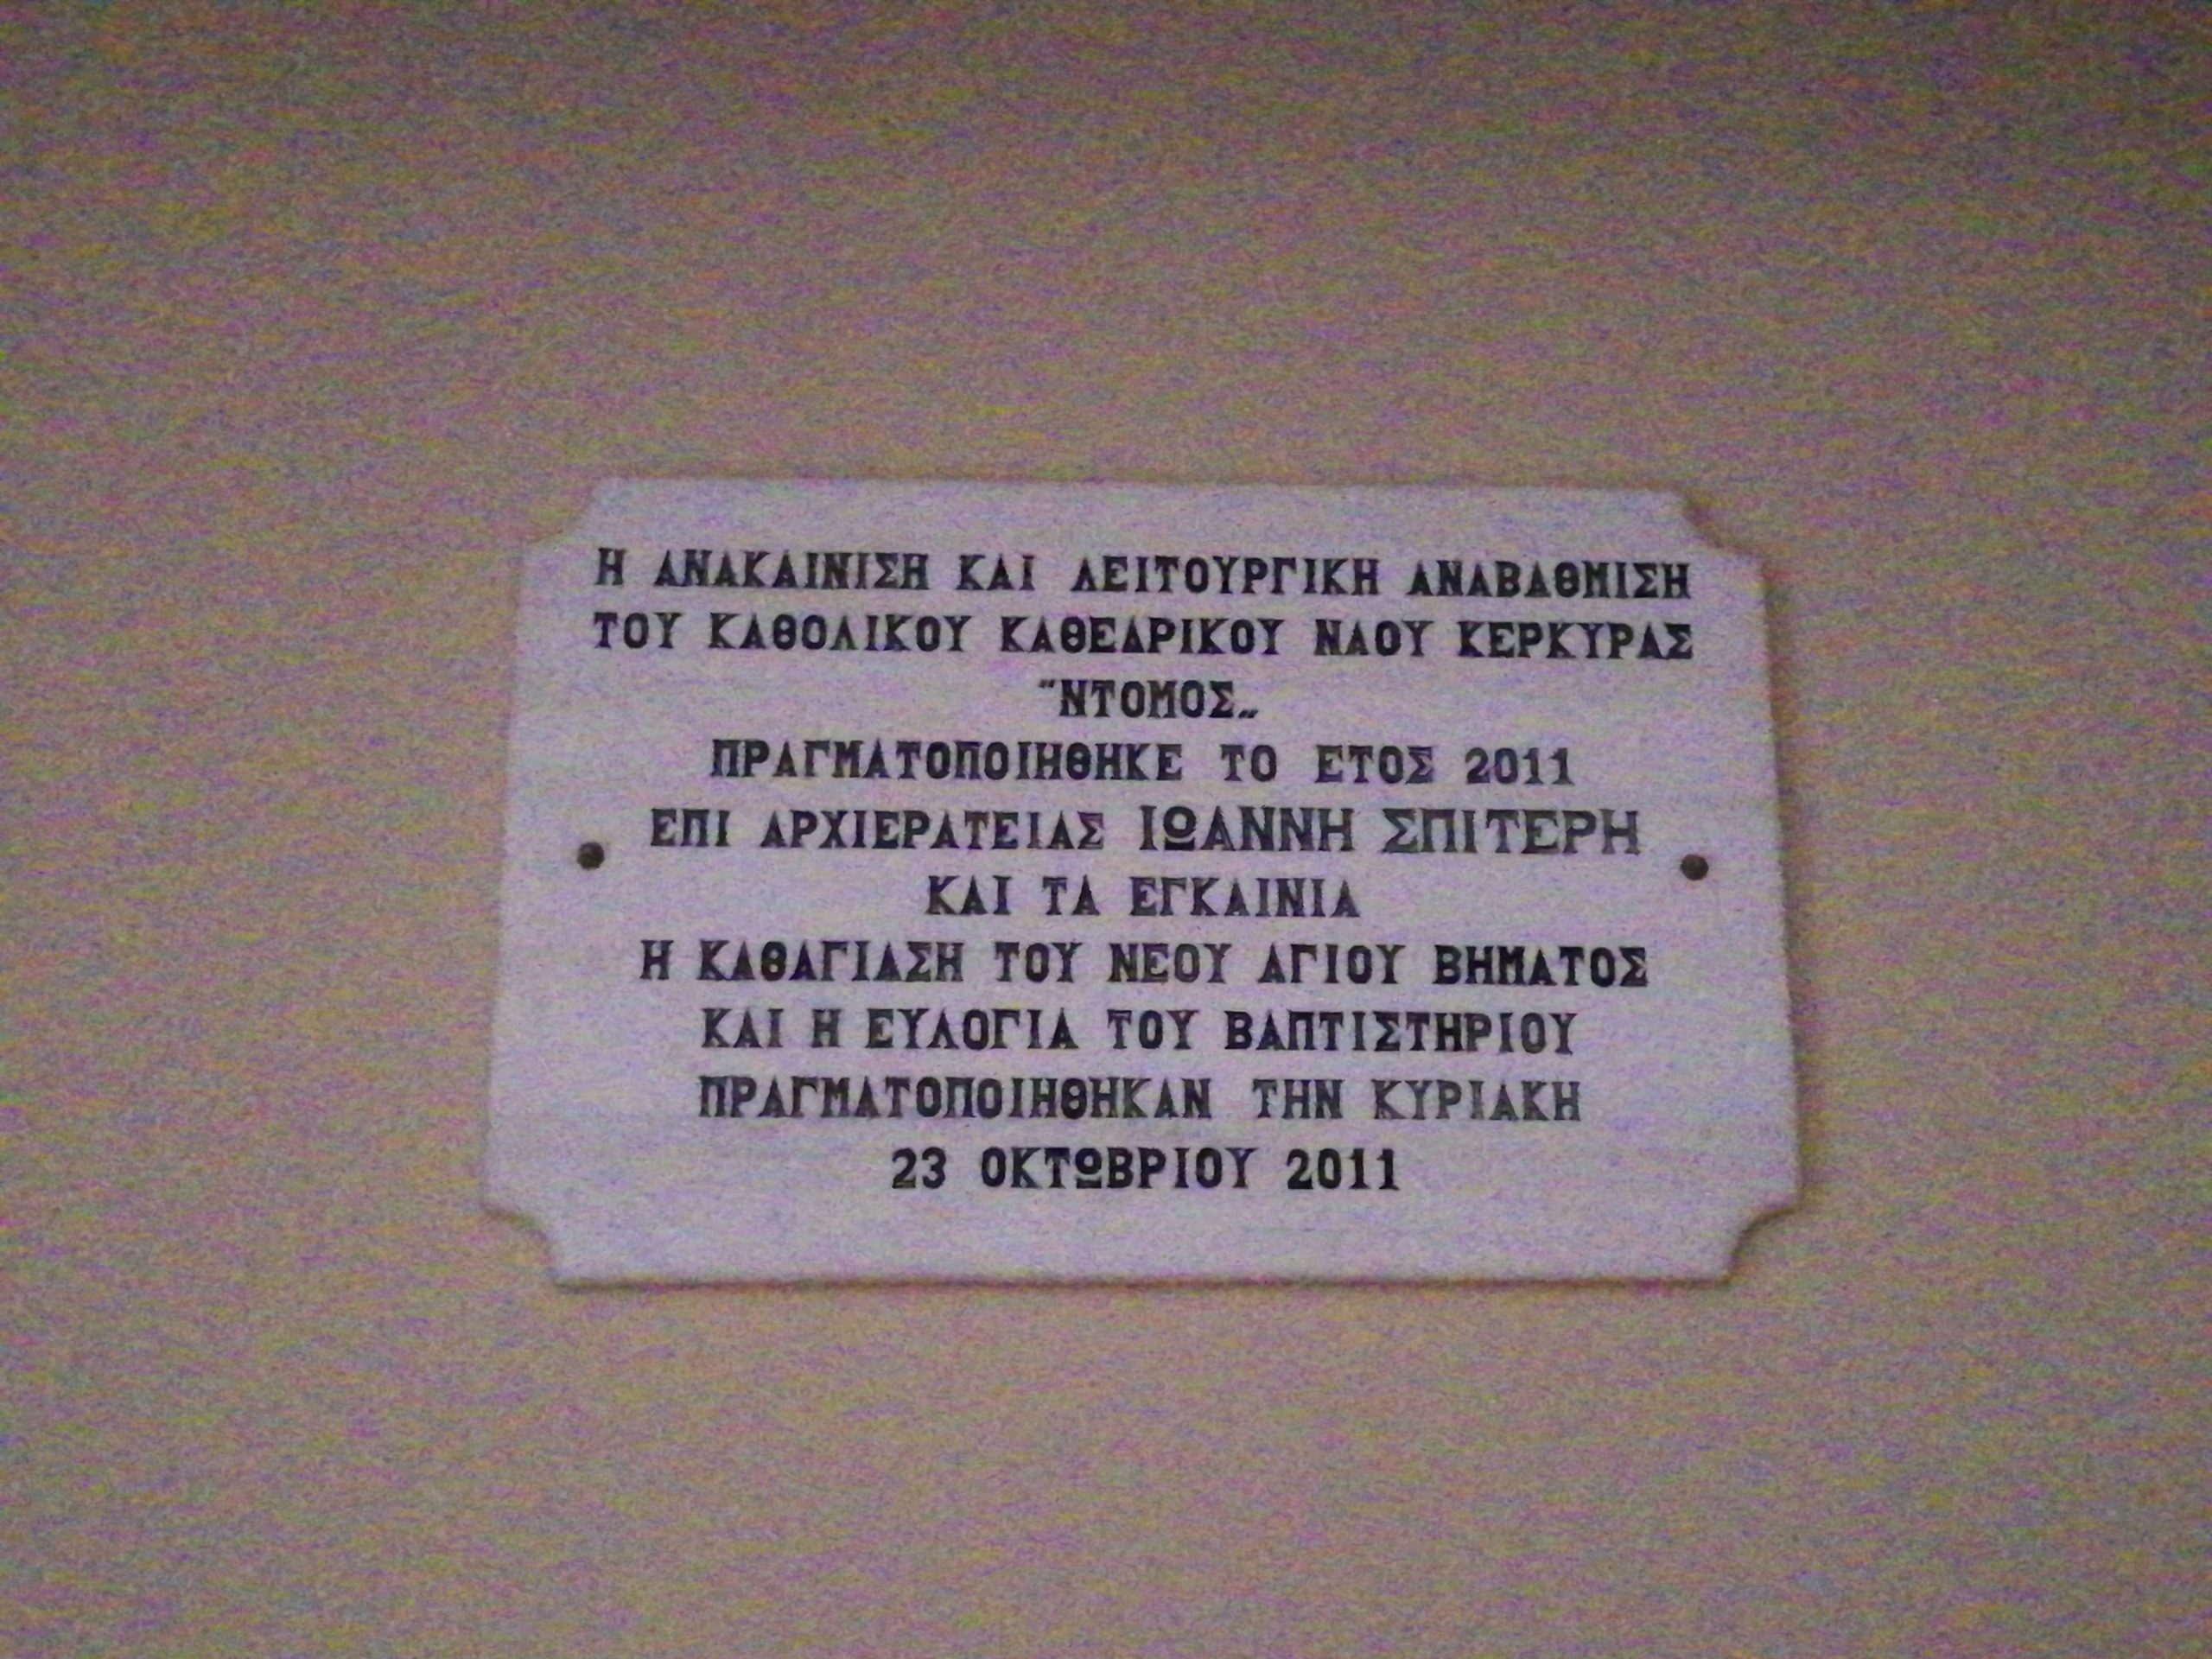 Η ΑΝΑΚΑΙΝΙΣΗ ΚΑΙ ΛΕΙΤΟΥΡΓΙΚΗ ΑΝΑΒΑΘΜΙΣΗ
ΤΟΥ ΚΑΘΟΛΙΚΟΥ ΚΑΘΕΔΡΙΚΟΥ ΝΑΟΥ ΚΕΡΚΥΡΑΣ
“ΝΤΟΜΟΣ„
ΠΡΑΓΜΑΤΟΠΟΙΗΘΗΚΕ ΤΟ ΕΤΟΣ 2011
ΕΠΙ ΑΡΧΙΕΡΑΤΕΙΑΣ ΙΩΑΝΝΗ ΣΠΙΤΕΡΗ
ΚΑΙ ΤΑ ΕΓΚΑΙΝΙΑ
Η ΚΑΘΑΓΙΑΣΗ ΤΟΥ ΝΕΟΥ ΑΓΙΟΥ ΒΗΜΑΤΟΣ
ΚΑΙ Η ΕΥΛΟΓΙΑ ΤΟΥ ΒΑΠΤΙΣΤΗΡΙΟΥ
ΠΡΑΓΜΑΤΟΠΟΙΗΘΗΚΑΝ ΤΗΝ ΚΥΡΙΑΚΗ
23 ΟΚΤΩΒΡΙΟΥ 2011